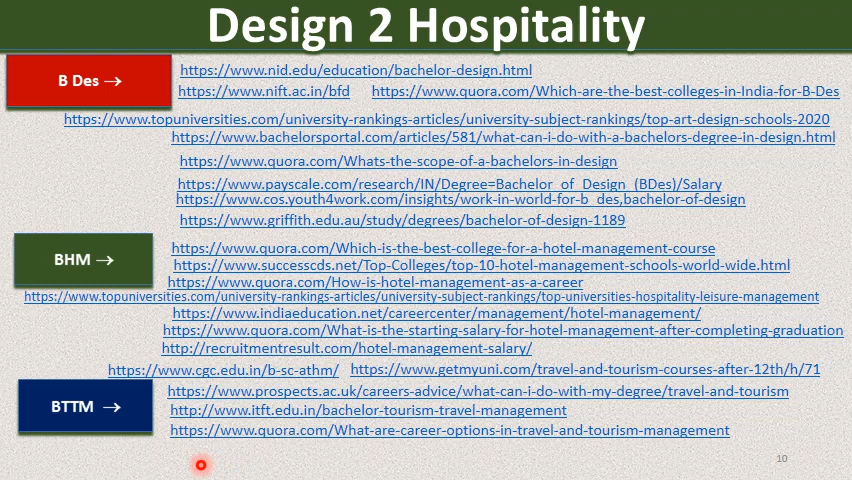 Design 2 Hospitality
B Des →
https://www.nid.edu/education/bachelor-design.html
https://www.nift.ac.in/bfd https://www.quora.com/Which-are-the-best-colleges-in-India-for-B-Des
https://www.topuniversities.com/university-rankings-articles/university-subject-rankings/top-art-design-schools-2020
https://www.bachelorsportal.com/articles/581/what-can-i-do-with-a-bachelors-degree-in-design.html
https://www.quora.com/Whats-the-scope-of-a-bachelors-in-design
https://www.payscale.com/research/IN/Degree=Bachelor_of_Design_(BDes)/Salary
https://www.cos.youth4work.com/insights/work-in-world-for-b_des,bachelor-of-design
https://www.griffith.edu.au/study/degrees/bachelor-of-design-1189
BHM →
https://www.quora.com/Which-is-the-best-college-for-a-hotel-management-course
https://www.successcds.net/Top-Colleges/top-10-hotel-management-schools-world-wide.html
https://www.quora.com/How-is-hotel-management-as-a-career
https://www.topuniversities.com/university-rankings-articles/university-subject-rankings/top-universities-hospitality-leisure-management
https://www.indiaeducation.net/careercenter/management/hotel-management/
https://www.quora.com/What-is-the-starting-salary-for-hotel-management-after-completing-graduation
http://recruitmentresult.com/hotel-management-salary/
https://www.cgc.edu.in/b-sc-athm/ https://www.getmyuni.com/travel-and-tourism-courses-after-12th/h/71
BTTM →
https://www.prospects.ac.uk/careers-advice/what-can-i-do-with-my-degree/travel-and-tourism
http://www.itft.edu.in/bachelor-tourism-travel-management
https://www.quora.com/What-are-career-options-in-travel-and-tourism-management
10